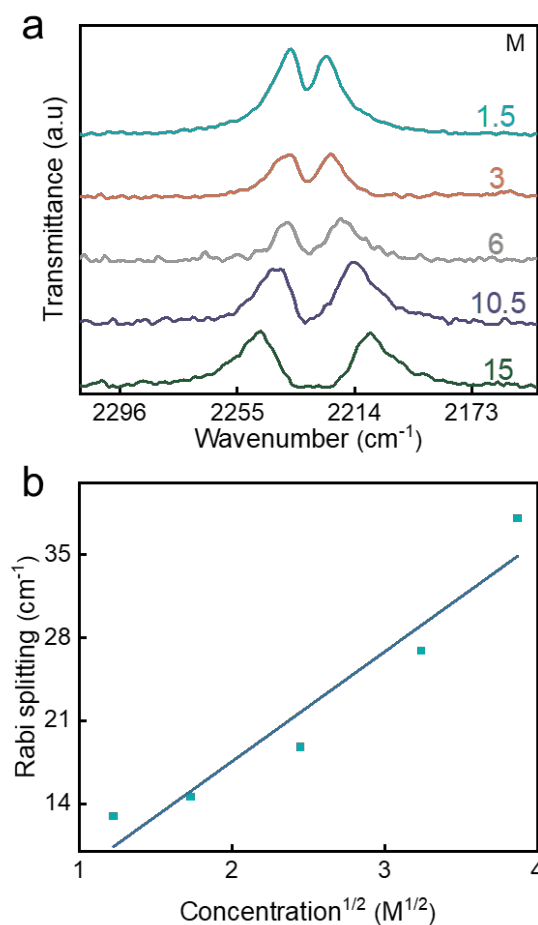 a
M
Transmittance (a.u)
1.5
3
6
10.5
15
2296 2255 2214 2173
Wavenumber (cm⁻¹)
b
Rabi splitting (cm⁻¹)
35
28
21
14
1 2 3 4
Concentration¹/² (M¹/²)